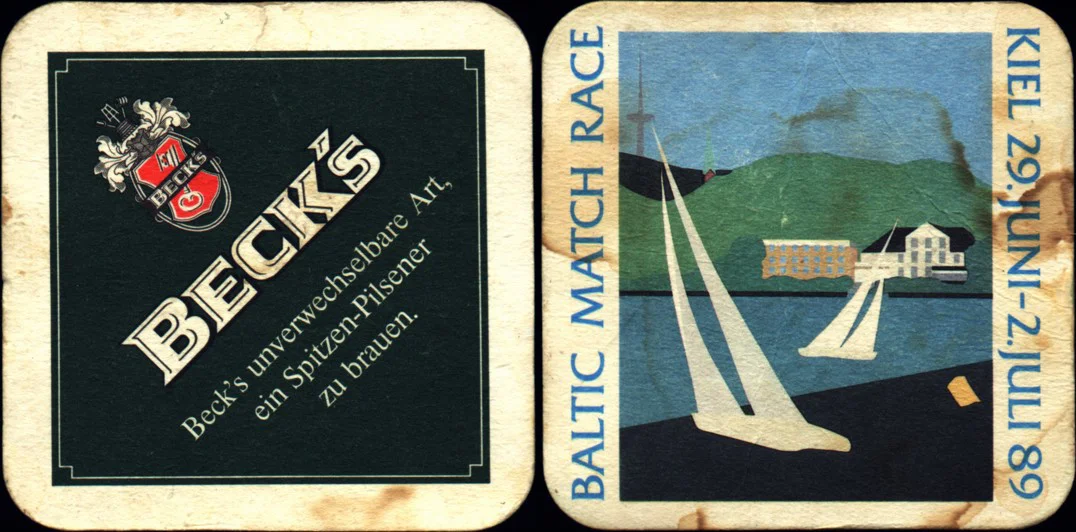 BECK'S
BECK'S
Beck's unverwechselbare Art,
ein Spitzen-Pilsener
zu brauen.
BALTIC MATCH RACE
KIEL 29. JUNI-2. JULI 89